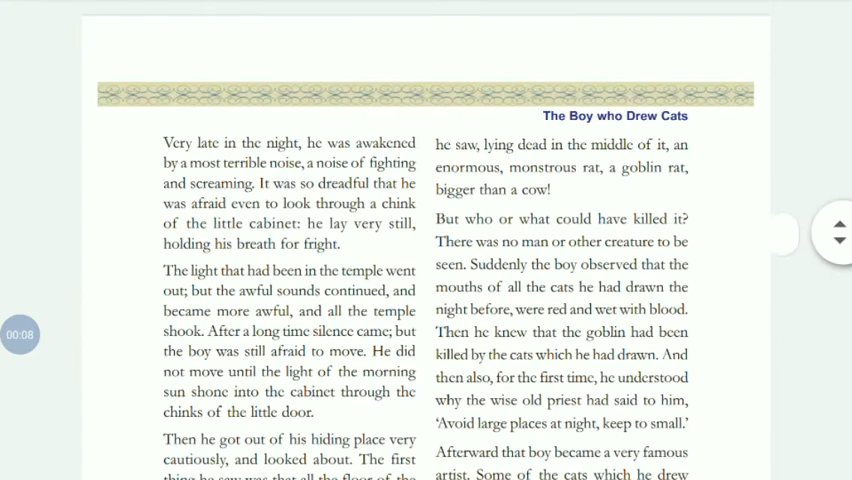 The Boy who Drew Cats
Very late in the night, he was awakened
by a most terrible noise, a noise of fighting
and screaming. It was so dreadful that he
was afraid even to look through a chink
of the little cabinet: he lay very still,
holding his breath for fright.
The light that had been in the temple went
out; but the awful sounds continued, and
became more awful, and all the temple
shook. After a long time silence came; but
the boy was still afraid to move. He did
not move until the light of the morning
sun shone into the cabinet through the
chinks of the little door.
Then he got out of his hiding place very
cautiously, and looked about. The first
thing he saw was that all the floor of the
he saw, lying dead in the middle of it, an
enormous, monstrous rat, a goblin rat,
bigger than a cow!
But who or what could have killed it?
There was no man or other creature to be
seen. Suddenly the boy observed that the
mouths of all the cats he had drawn the
night before, were red and wet with blood.
Then he knew that the goblin had been
killed by the cats which he had drawn. And
then also, for the first time, he understood
why the wise old priest had said to him,
‘Avoid large places at night, keep to small.’
Afterward that boy became a very famous
artist. Some of the cats which he drew
00:08